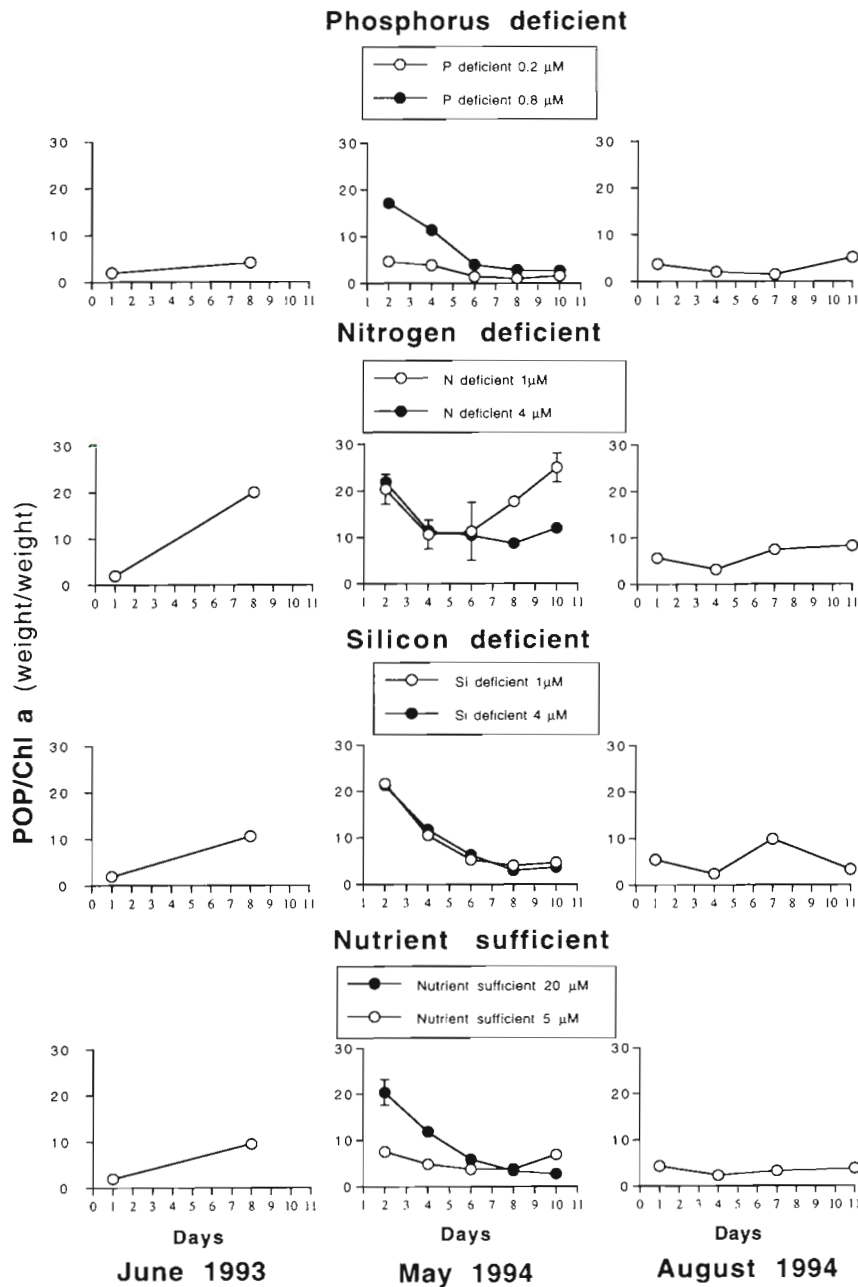 Phosphorus deficient
P deficient 0.2 µM
P deficient 0.8 µM
30
20
10
0
0 1 2 3 4 5 6 7 8 9 10 11
30
20
10
0
1 2 3 4 5 6 7 8 9 10 11
30
20
10
0
0 1 2 3 4 5 6 7 8 9 10 11
Nitrogen deficient
N deficient 1µM
N deficient 4 µM
30
20
10
0
0 1 2 3 4 5 6 7 8 9 10 11
30
20
10
0
1 2 3 4 5 6 7 8 9 10 11
30
20
10
0
0 1 2 3 4 5 6 7 8 9 10 11
POP/Chl a (weight/weight)
Silicon deficient
Si deficient 1µM
Si deficient 4 µM
30
20
10
0
0 1 2 3 4 5 6 7 8 9 10 11
30
20
10
0
1 2 3 4 5 6 7 8 9 10 11
30
20
10
0
0 1 2 3 4 5 6 7 8 9 10 11
Nutrient sufficient
Nutrient sufficient 20 µM
Nutrient sufficient 5 µM
30
20
10
0
0 1 2 3 4 5 6 7 8 9 10 11
30
20
10
0
1 2 3 4 5 6 7 8 9 10 11
30
20
10
0
0 1 2 3 4 5 6 7 8 9 10 11
Days Days Days
June 1993 May 1994 August 1994